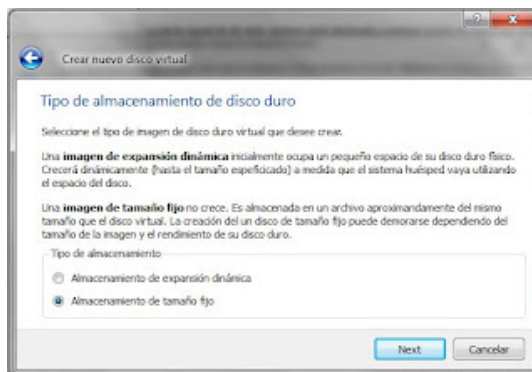 Crear nuevo disco virtual
Tipo de almacenamiento de disco duro
Seleccione el tipo de imagen de disco duro virtual que desee crear.
Una imagen de expansión dinámica inicialmente ocupa un pequeño espacio de su disco duro físico.
Crecerá dinámicamente (hasta el tamaño espeficicado) a medida que el sistema huésped vaya utilizando
el espacio del disco.
Una imagen de tamaño fijo no crece. Es almacenada en un archivo aproximandamente del mismo
tamaño que el disco virtual. La creación del un disco de tamaño fijo puede demorarse dependiendo del
tamaño de la imagen y el rendimiento de su disco duro.
Tipo de almacenamiento
Almacenamiento de expansión dinámica
Almacenamiento de tamaño fijo
Next
Cancelar